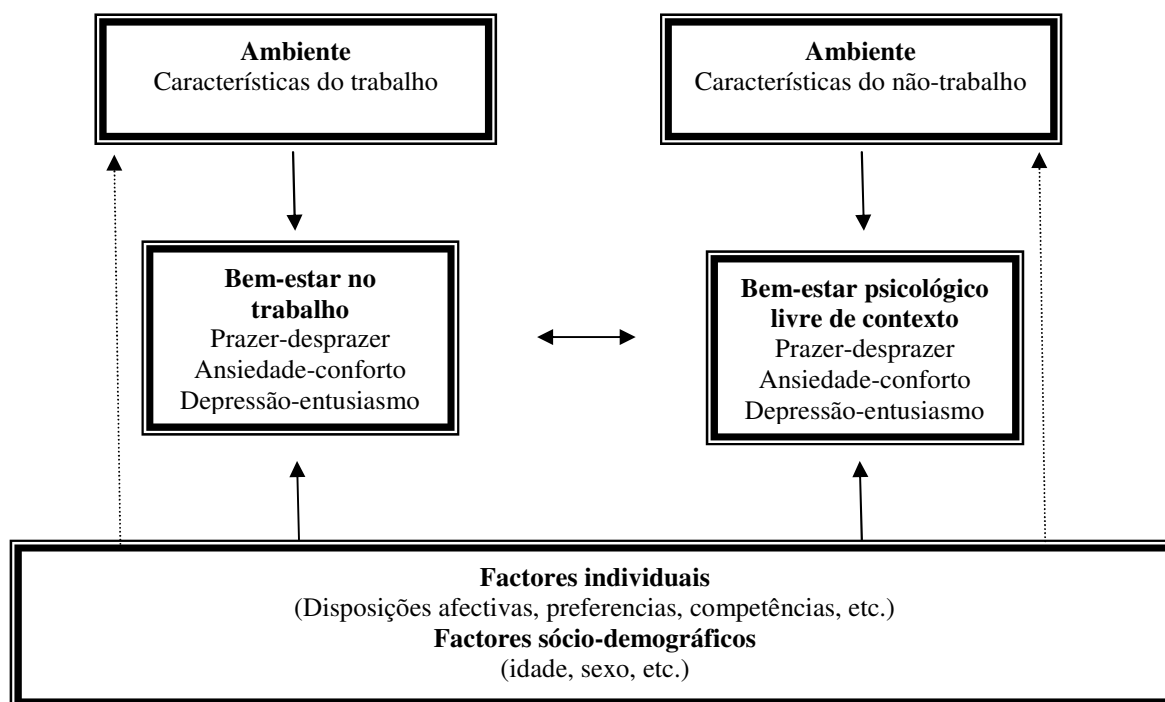 Ambiente
Características do trabalho
Ambiente
Características do não-trabalho
Bem-estar no
trabalho
Prazer-desprazer
Ansiedade-conforto
Depressão-entusiasmo
Bem-estar psicológico
livre de contexto
Prazer-desprazer
Ansiedade-conforto
Depressão-entusiasmo
Factores individuais
(Disposições afectivas, preferencias, competências, etc.)
Factores sócio-demográficos
(idade, sexo, etc.)